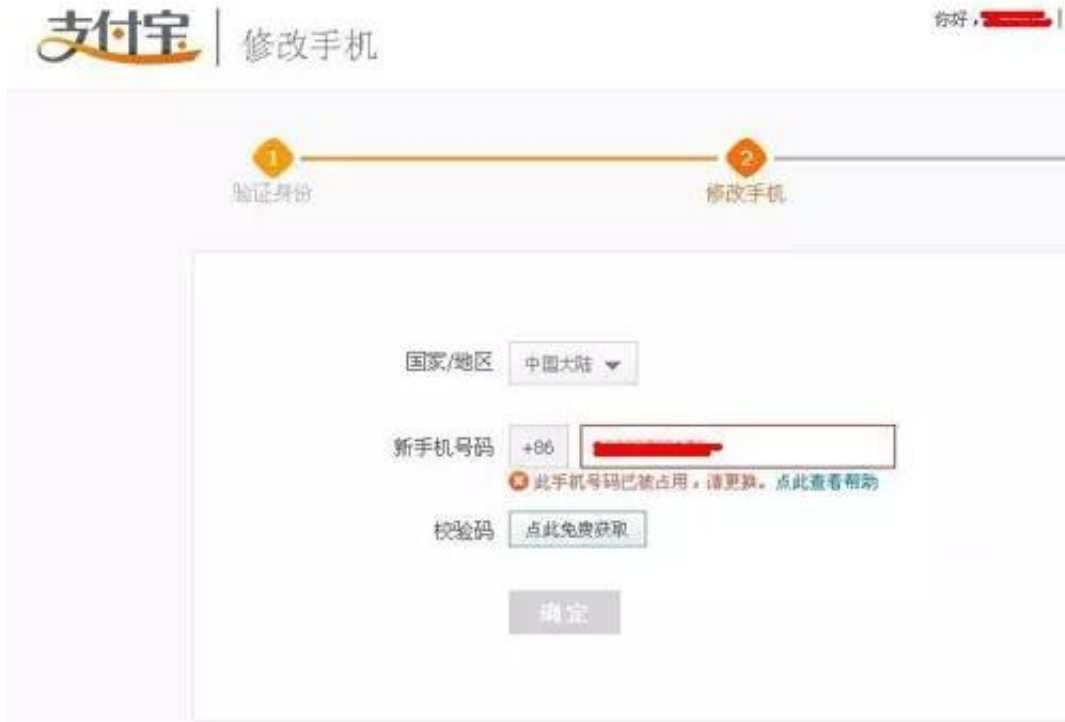 支付宝 修改手机
你好，
1
验证身份
2
修改手机
国家/地区 中国大陆
新手机号码 +86
此手机号码已被占用，请更换。点此查看帮助
校验码 点此免费获取
确定